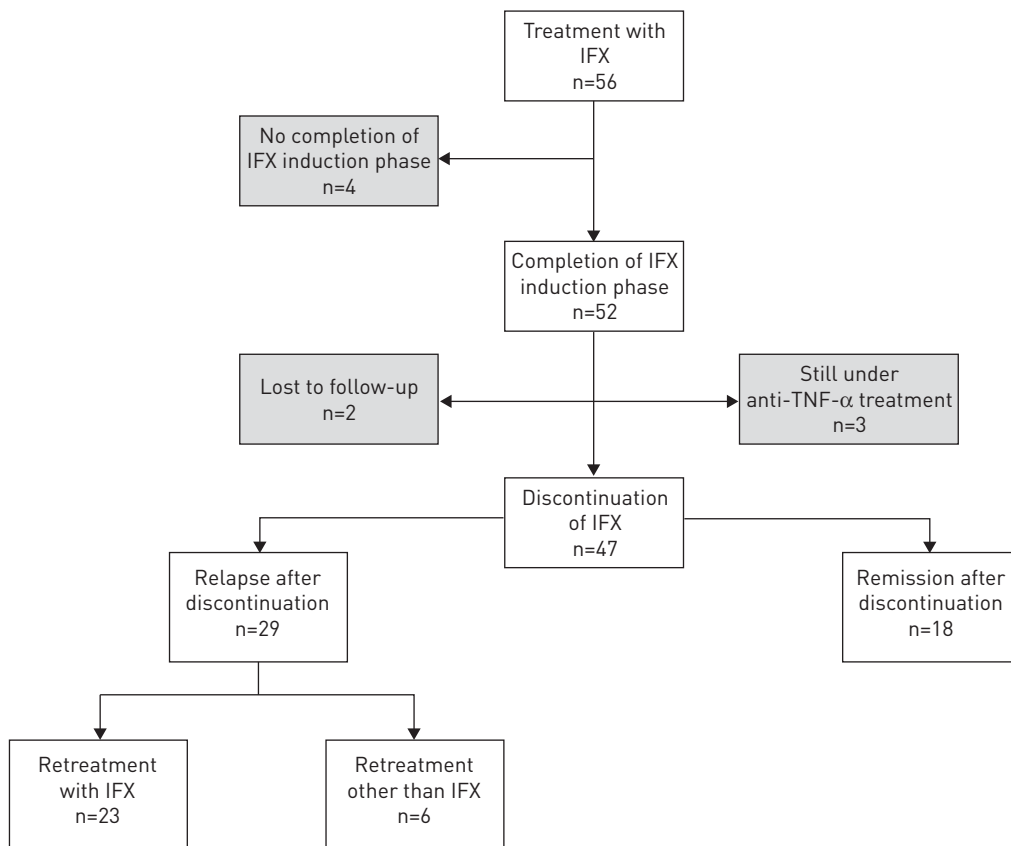 Treatment with
IFX
n=56
No completion of
IFX induction phase
n=4
Completion of IFX
induction phase
n=52
Lost to follow-up
n=2
Still under
anti-TNF-α treatment
n=3
Discontinuation
of IFX
n=47
Relapse after
discontinuation
n=29
Remission after
discontinuation
n=18
Retreatment
with IFX
n=23
Retreatment
other than IFX
n=6